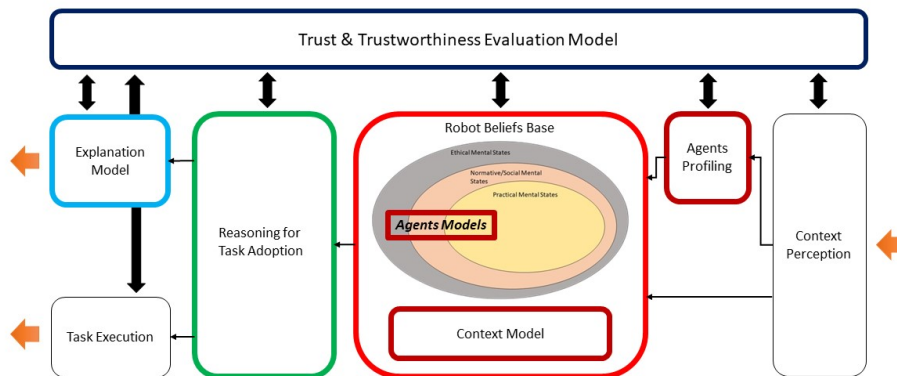 Trust & Trustworthiness Evaluation Model
Robot Beliefs Base
Explanation
Model
Ethical Mental States
Normative/Social Mental
States
Practical Mental States
Agents
Profiling
Agents Models
Reasoning for
Task Adoption
Context
Perception
Task Execution
Context Model